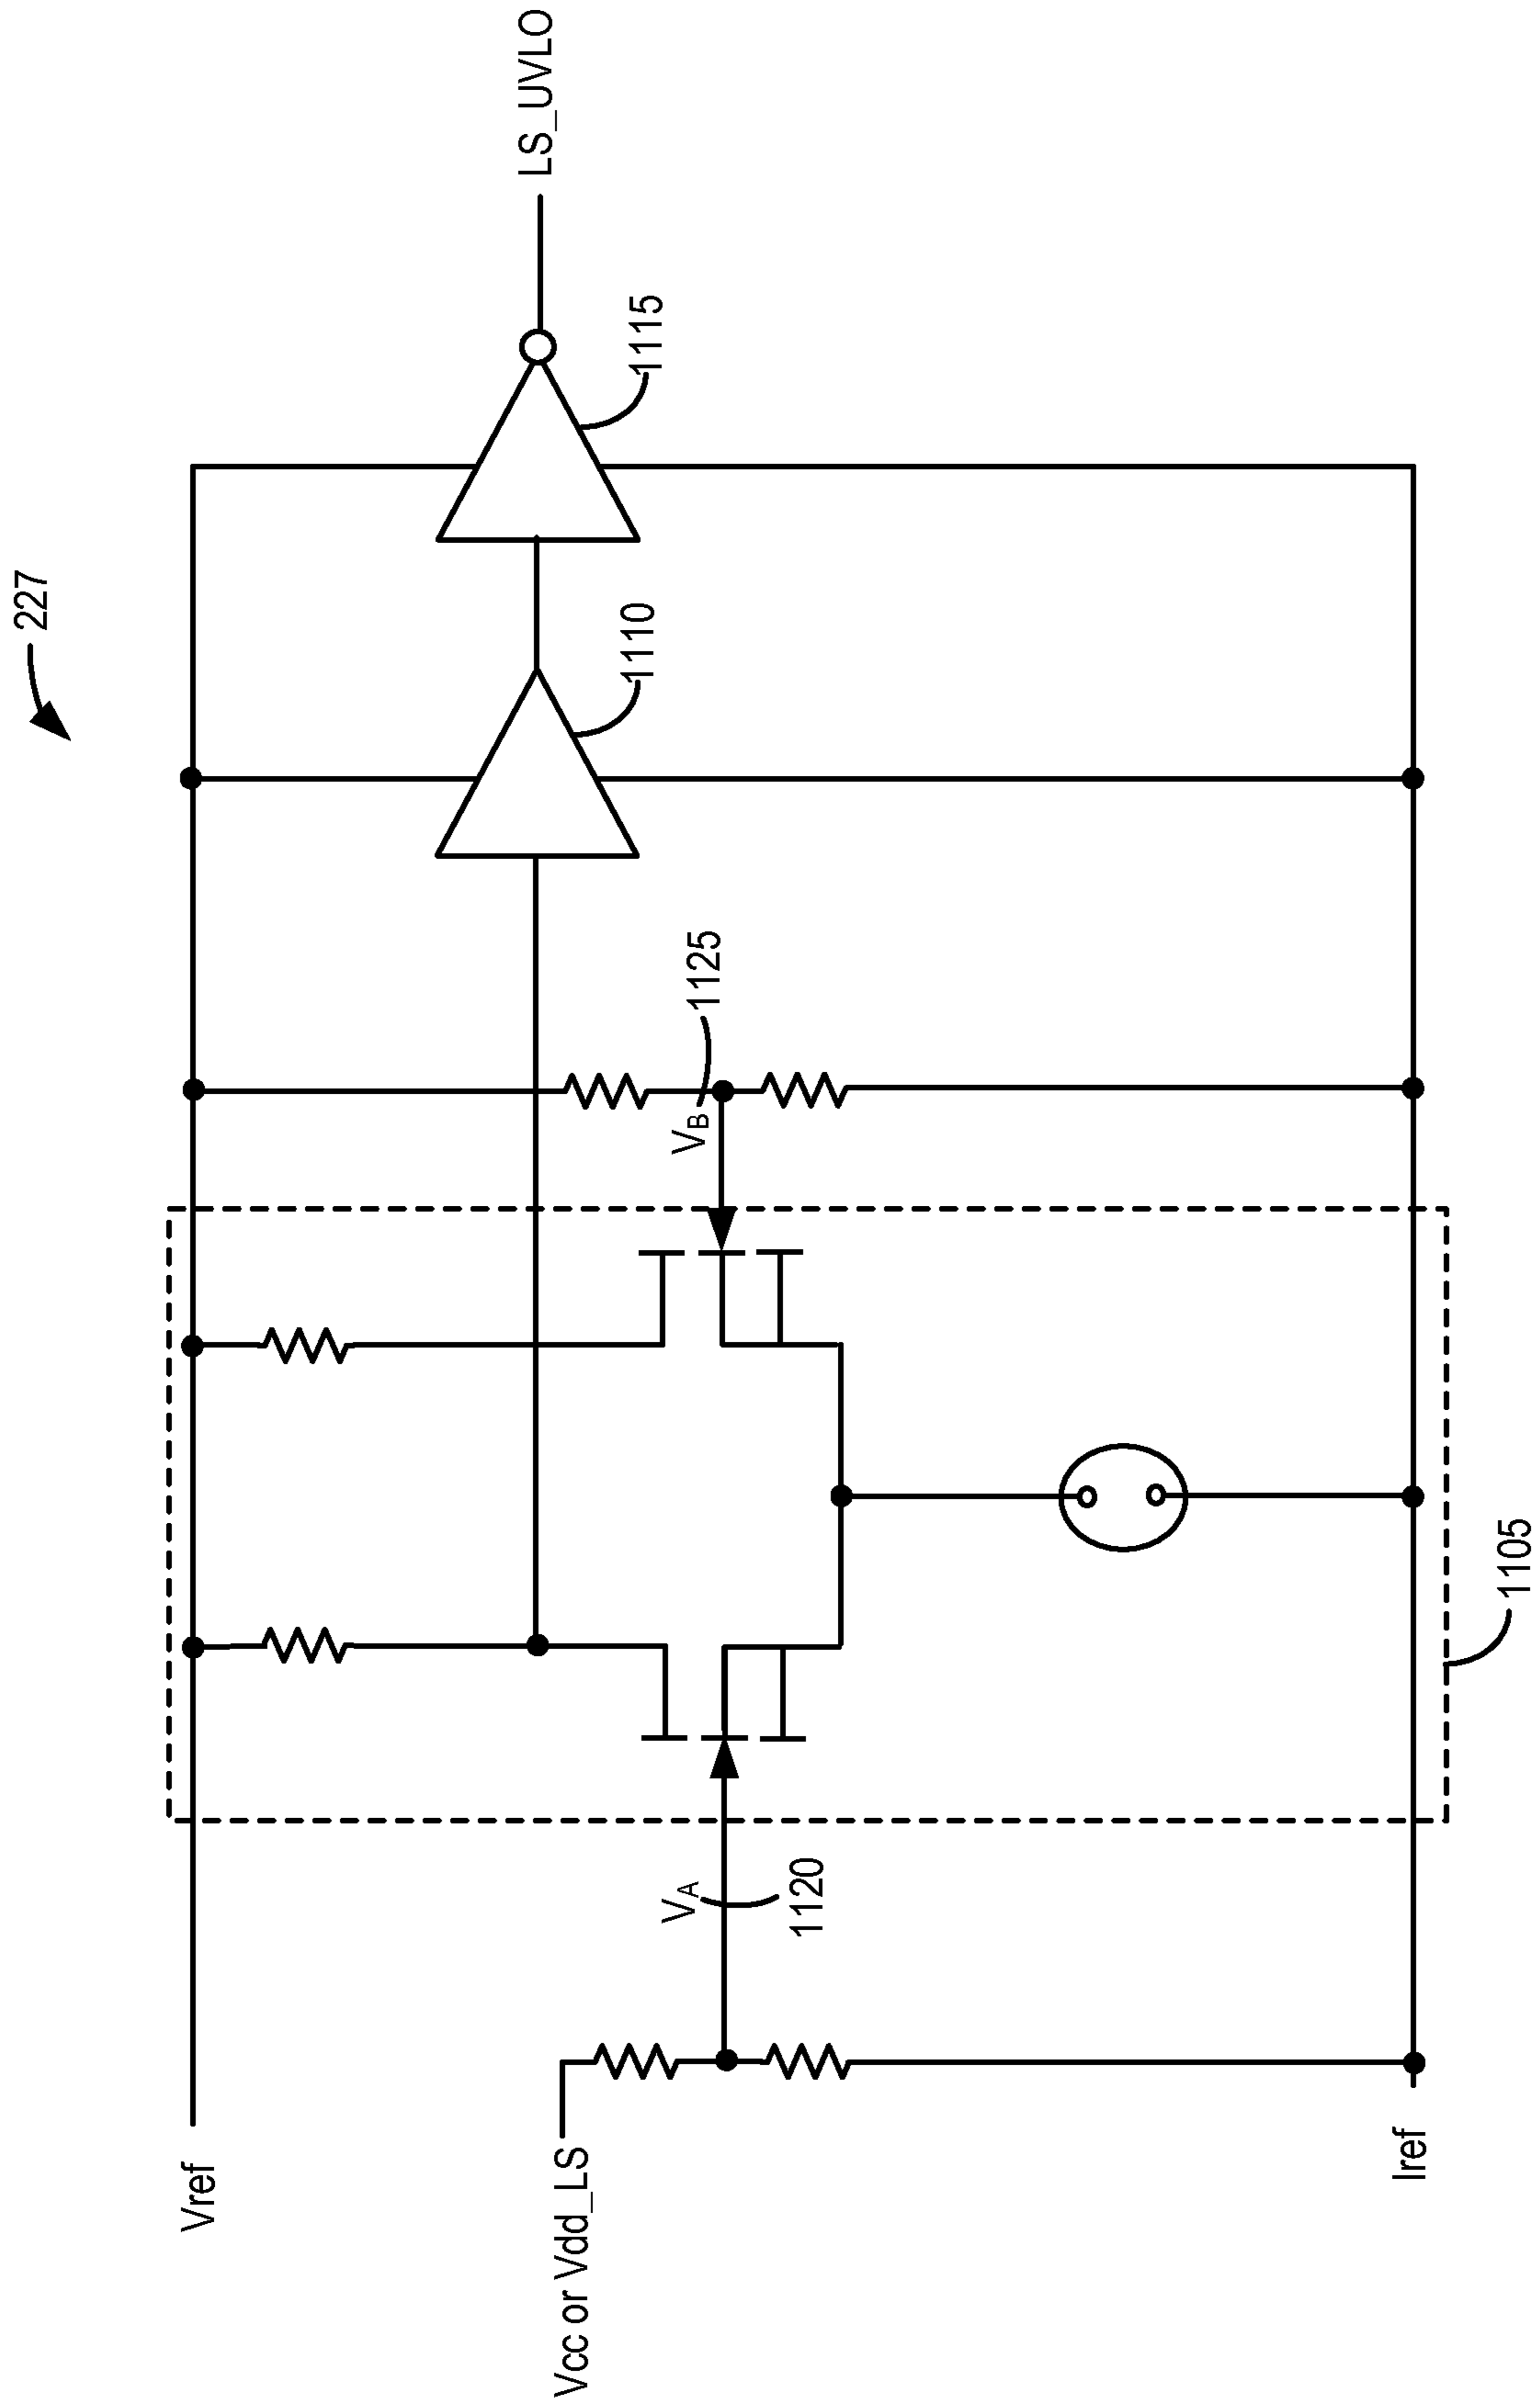 227
Vref
LS_UVLO
1115
1110
1125
VB
VA
1120
Vcc or Vdd_LS
Iref
1105